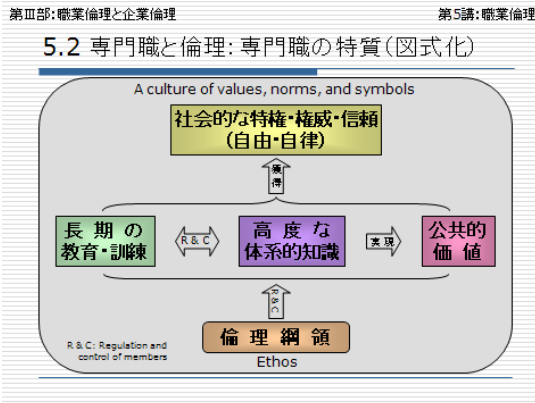 第Ⅲ部:職業倫理と企業倫理
第5講:職業倫理
5.2 専門職と倫理:専門職の特質(図式化)
A culture of values, norms, and symbols
社会的な特権・権威・信頼
(自由・自律)
獲得
長期の
教育・訓練
R & C
高度な
体系的知識
実現
公共的
価値
R & C
倫理綱領
Ethos
R & C: Regulation and
control of members